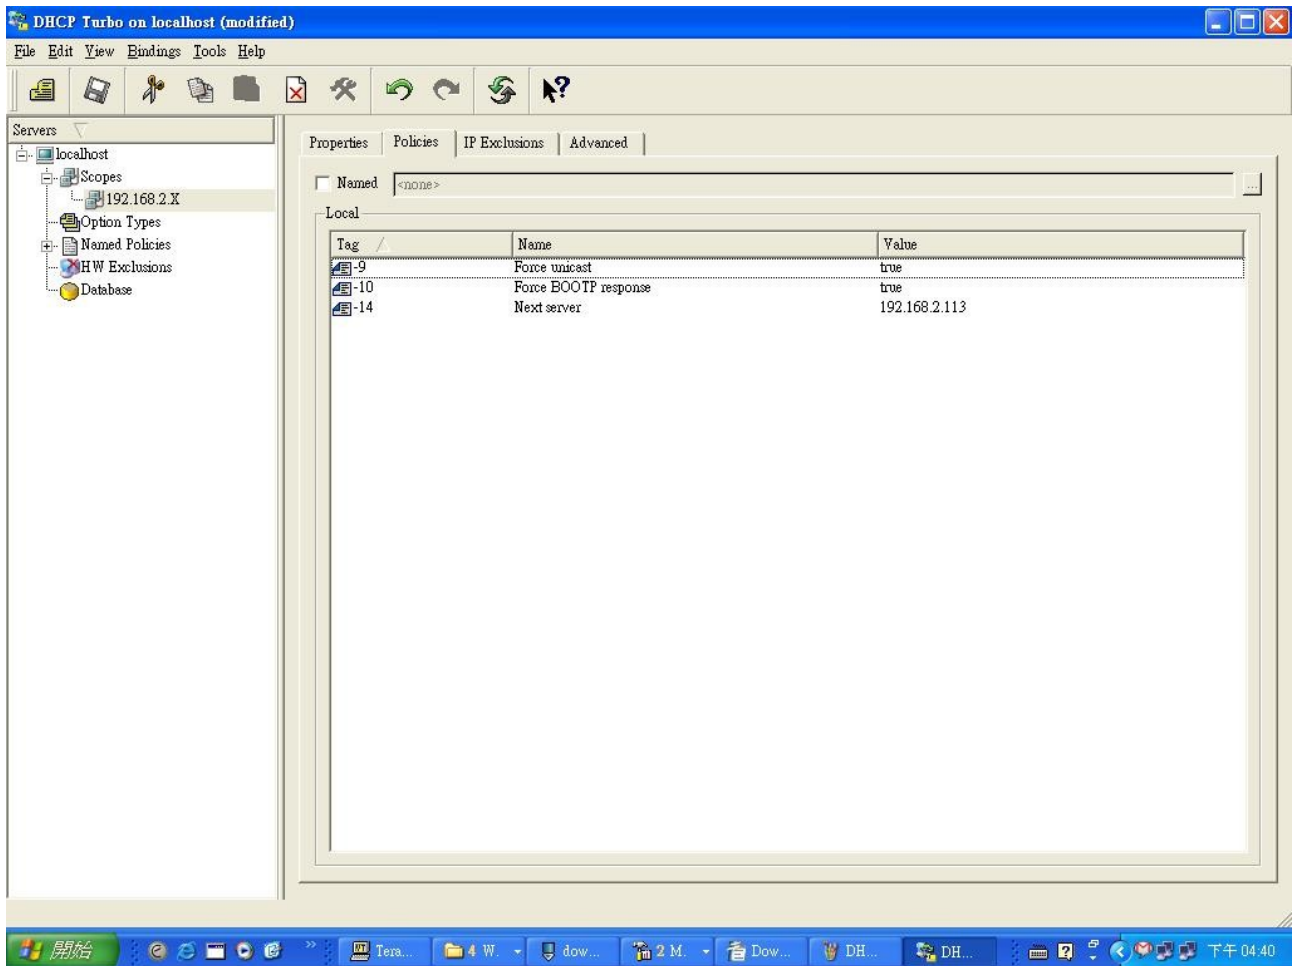 DHCP Turbo on localhost (modified)
File Edit View Bindings Tools Help
Servers
localhost
Scopes
192.168.2.X
Option Types
Named Policies
HW Exclusions
Database
Properties Policies IP Exclusions Advanced
Named <none> ...
Local
Tag Name Value
-9 Force unicast true
-10 Force BOOTP response true
-14 Next server 192.168.2.113
開始 Tera... 4 W. dow... 2 M. Dow... DH... DH... 下午 04:40